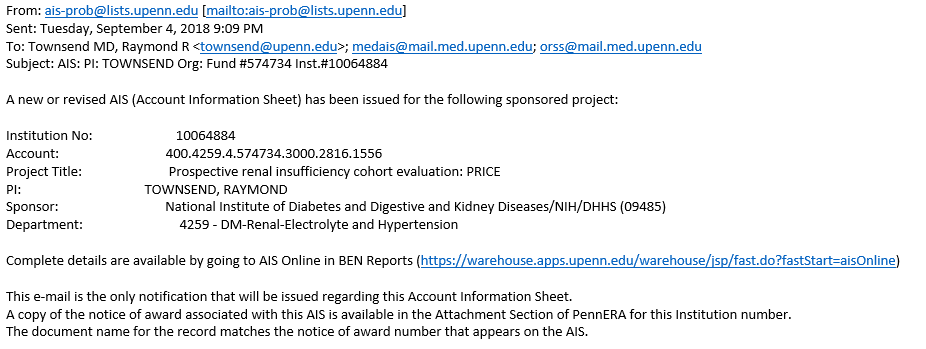 From: ais-prob@lists.upenn.edu [mailto:ais-prob@lists.upenn.edu]
Sent: Tuesday, September 4, 2018 9:09 PM
To: Townsend MD, Raymond R <townsend@upenn.edu>; medais@mail.med.upenn.edu; orss@mail.med.upenn.edu
Subject: AIS: PI: TOWNSEND Org: Fund #574734 Inst.#10064884
A new or revised AIS (Account Information Sheet) has been issued for the following sponsored project:
Institution No: 10064884
Account: 400.4259.4.574734.3000.2816.1556
Project Title: Prospective renal insufficiency cohort evaluation: PRICE
PI: TOWNSEND, RAYMOND
Sponsor: National Institute of Diabetes and Digestive and Kidney Diseases/NIH/DHHS (09485)
Department: 4259 - DM-Renal-Electrolyte and Hypertension
Complete details are available by going to AIS Online in BEN Reports (https://warehouse.apps.upenn.edu/warehouse/jsp/fast.do?fastStart=aisOnline)
This e-mail is the only notification that will be issued regarding this Account Information Sheet.
A copy of the notice of award associated with this AIS is available in the Attachment Section of PennERA for this Institution number.
The document name for the record matches the notice of award number that appears on the AIS.